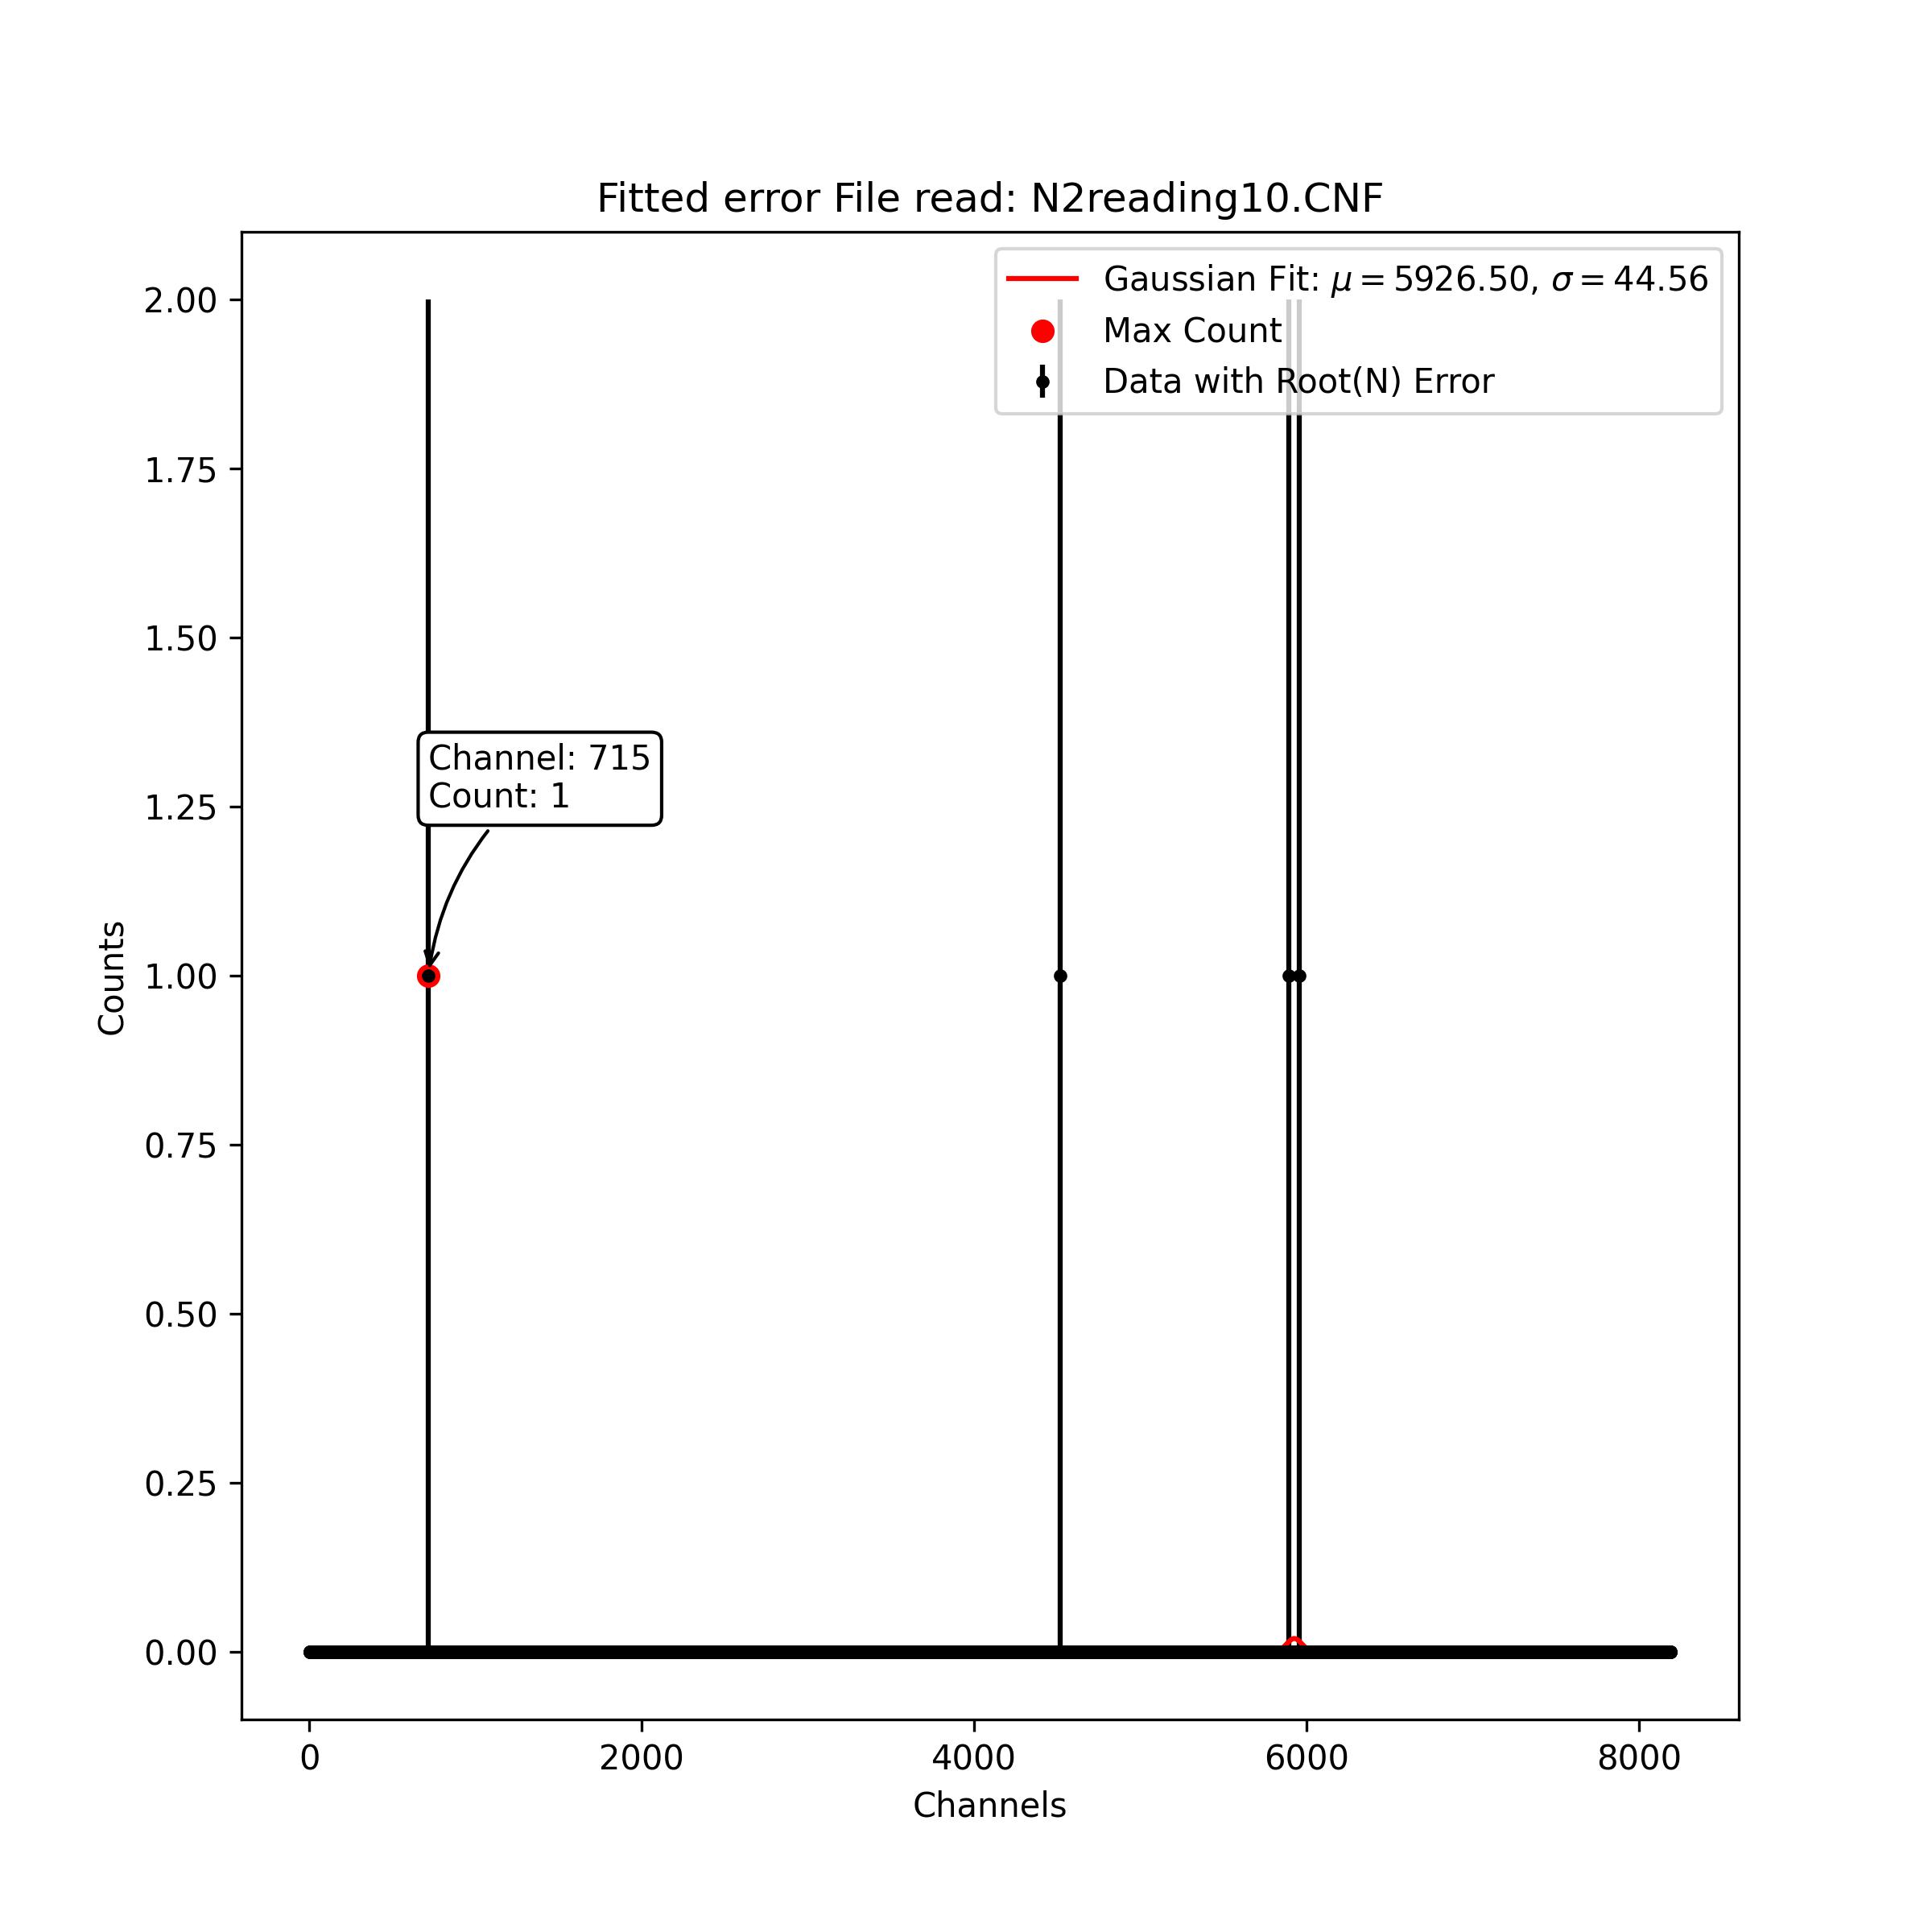 Fitted error File read: N2reading10.CNF
Gaussian Fit: μ = 5926.50, σ = 44.56
Max Count
Data with Root(N) Error
2.00
1.75
1.50
1.25
1.00
0.75
0.50
0.25
0.00
Counts
Channel: 715
Count: 1
0 2000 4000 6000 8000
Channels